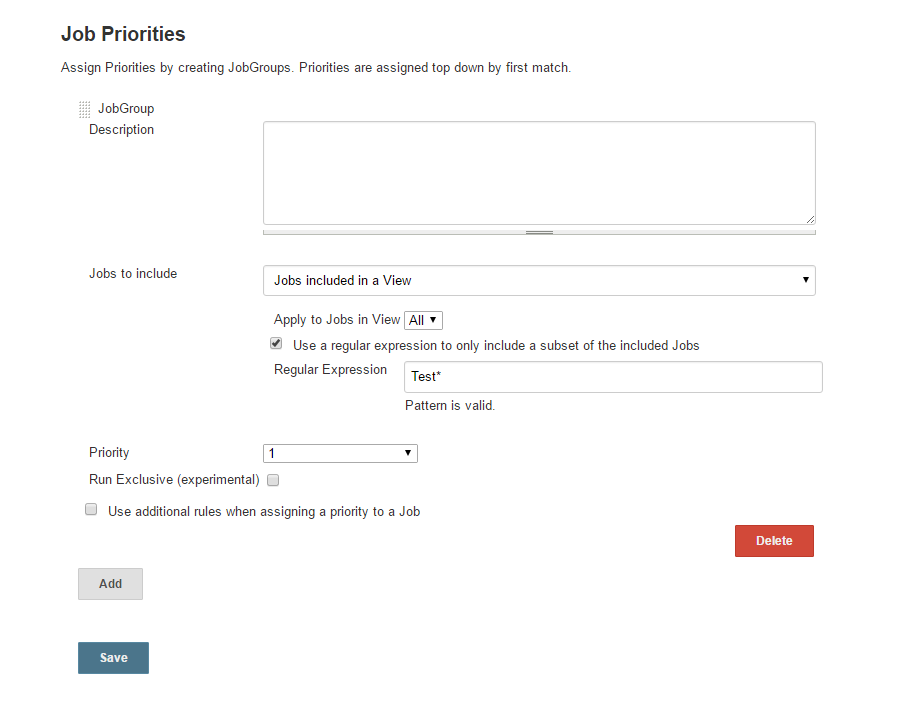 Job Priorities
Assign Priorities by creating JobGroups. Priorities are assigned top down by first match.
JobGroup
Description
Jobs to include
Jobs included in a View
Apply to Jobs in View All
Use a regular expression to only include a subset of the included Jobs
Regular Expression
Test*
Pattern is valid.
Priority
1
Run Exclusive (experimental)
Use additional rules when assigning a priority to a Job
Delete
Add
Save